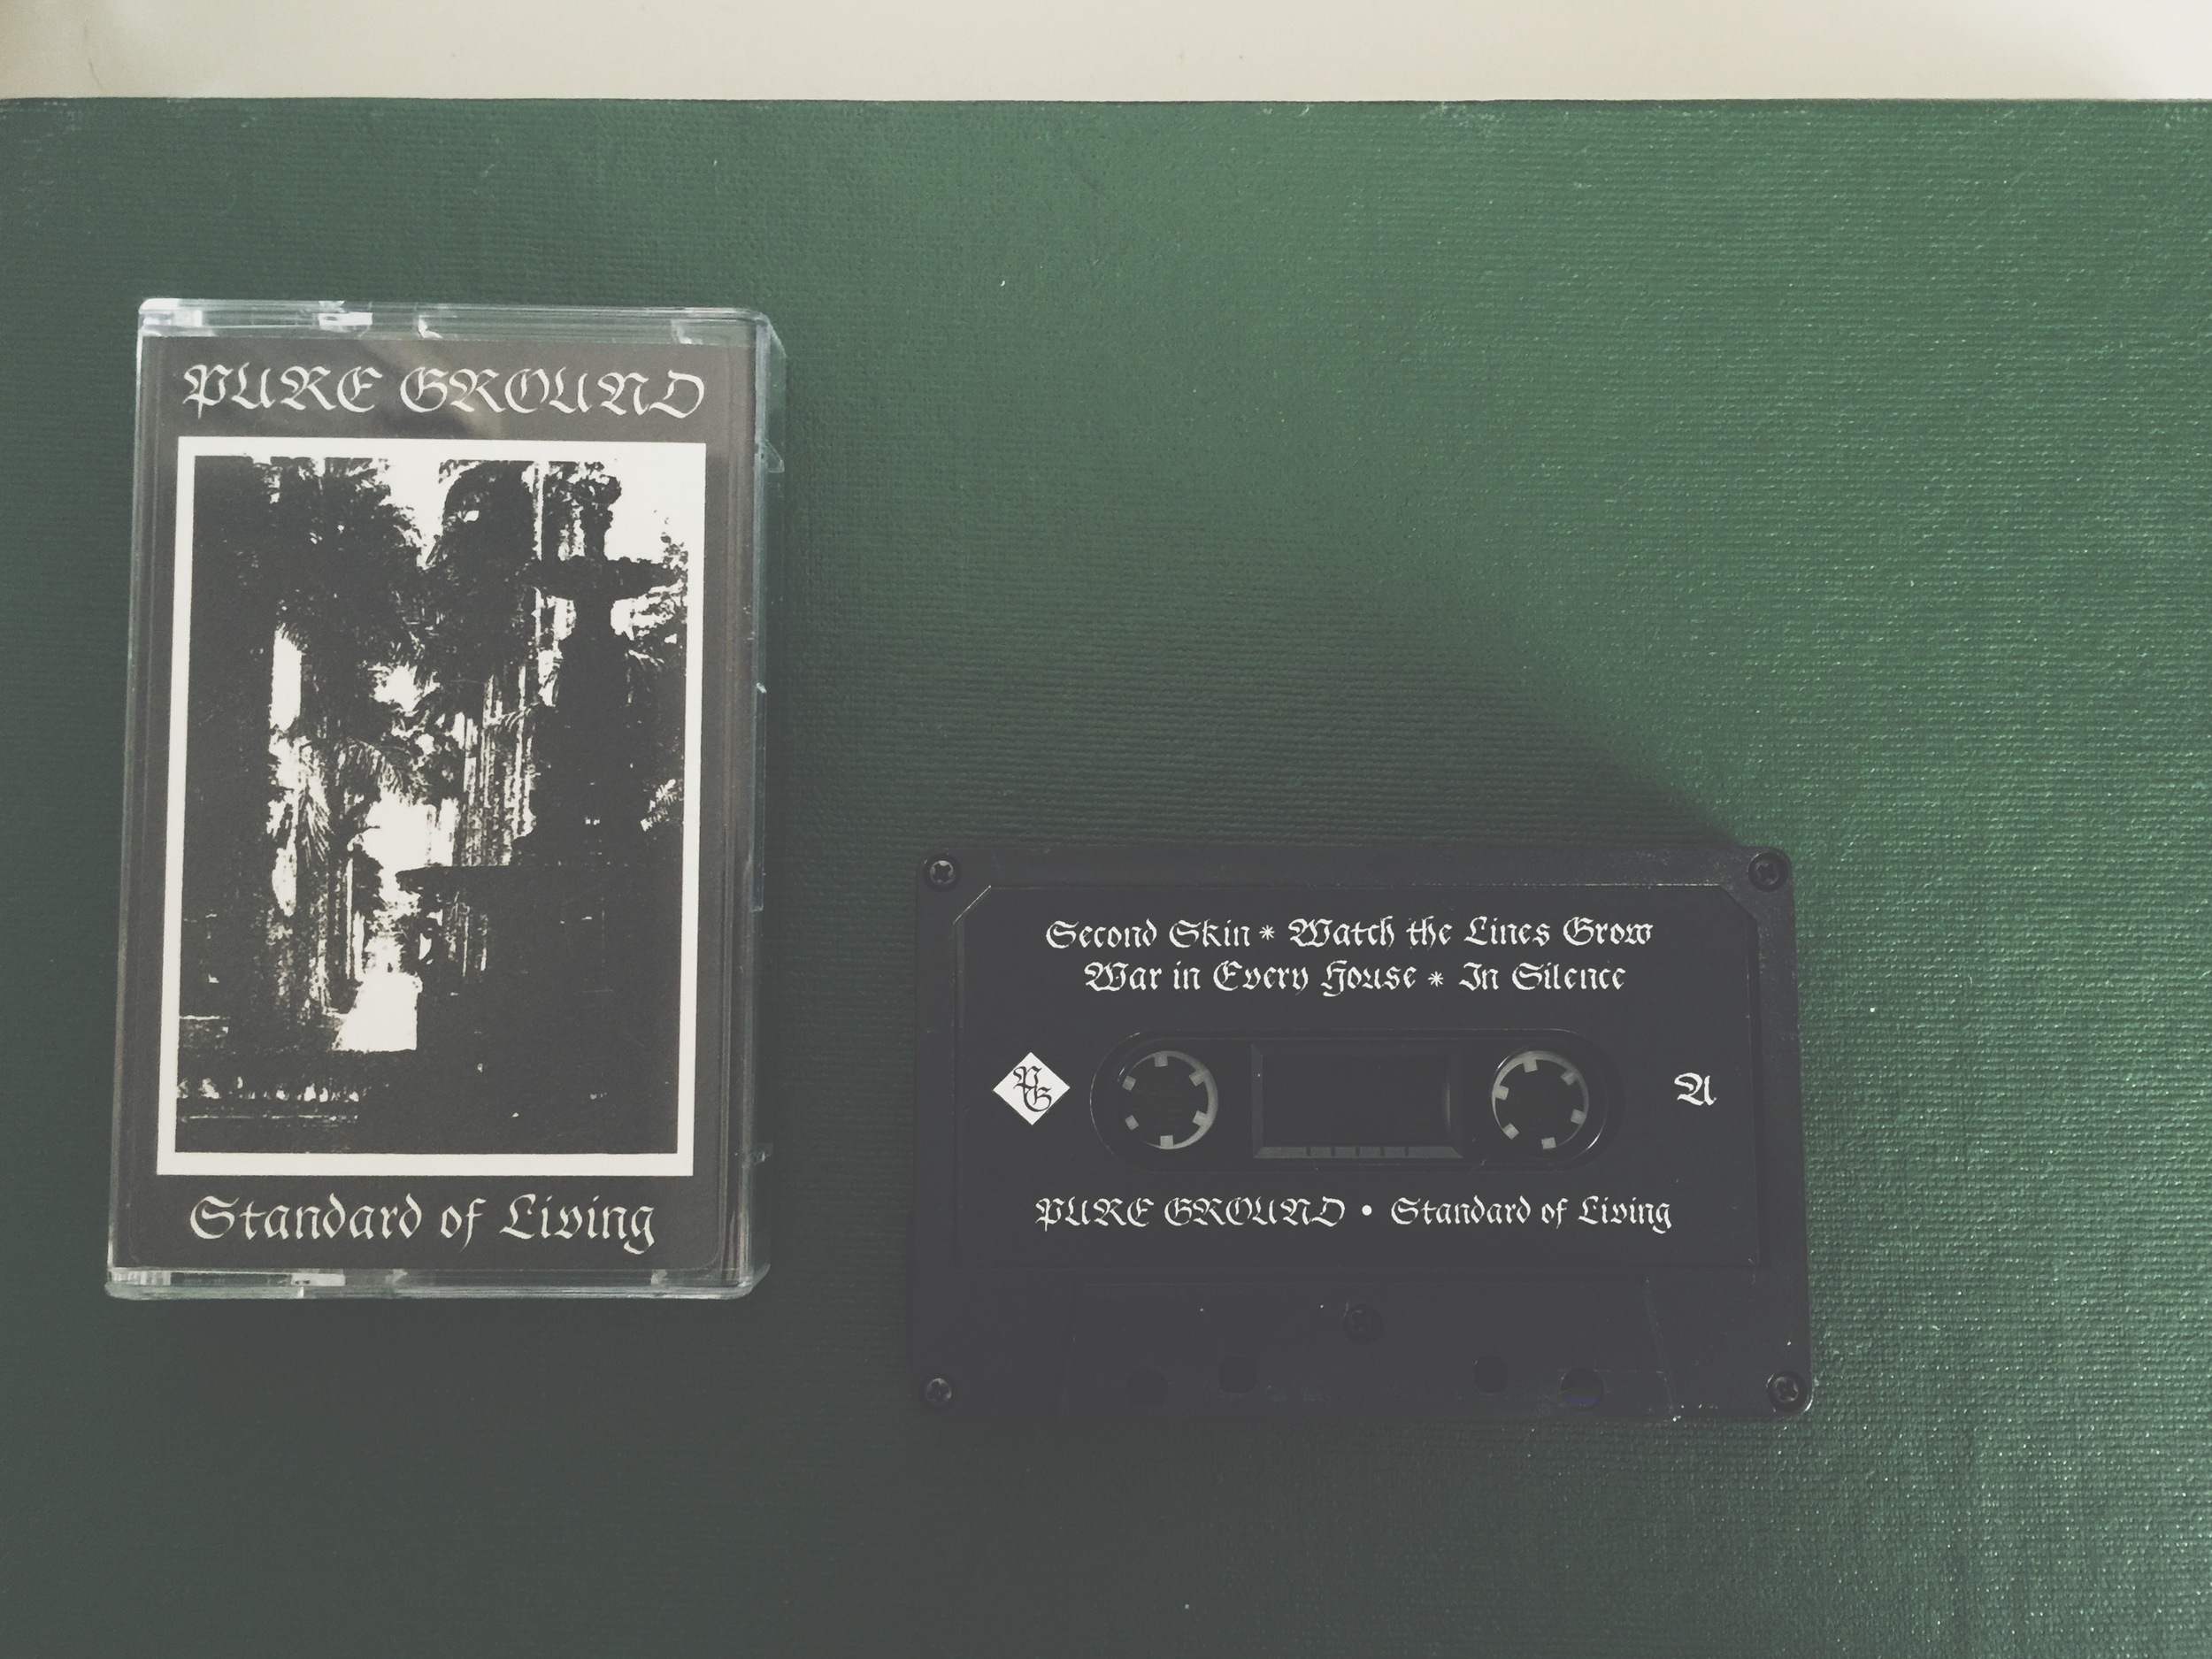 PURE GROUND
Standard of Living
Second Skin * Watch the Lines Grow
War in Every House * In Silence
PG
A
PURE GROUND • Standard of Living